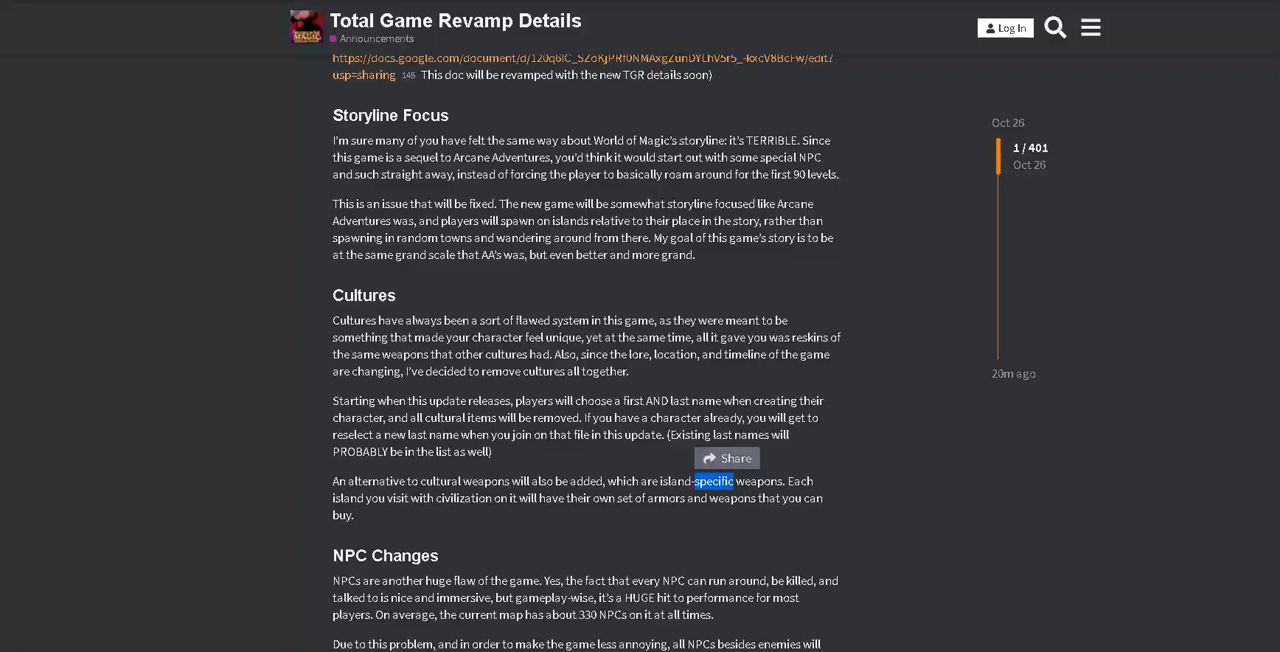 Total Game Revamp Details
Announcements
Log In
usp=sharing 145 This doc will be revamped with the new TGR details soon)
Storyline Focus
I'm sure many of you have felt the same way about World of Magic's storyline: it's TERRIBLE. Since
this game is a sequel to Arcane Adventures, you'd think it would start out with some special NPC
and such straight away, instead of forcing the player to basically roam around for the first 90 levels.
This is an issue that will be fixed. The new game will be somewhat storyline focused like Arcane
Adventures was, and players will spawn on islands relative to their place in the story, rather than
spawning in random towns and wandering around from there. My goal of this game's story is to be
at the same grand scale that AA's was, but even better and more grand.
Cultures
Cultures have always been a sort of flawed system in this game, as they were meant to be
something that made your character feel unique, yet at the same time, all it gave you was reskins of
the same weapons that other cultures had. Also, since the lore, location, and timeline of the game
are changing, I've decided to remove cultures all together.
Starting when this update releases, players will choose a first AND last name when creating their
character, and all cultural items will be removed. If you have a character already, you will get to
reselect a new last name when you join on that file in this update. (Existing last names will
PROBABLY be in the list as well)
Share
An alternative to cultural weapons will also be added, which are island-specific weapons. Each
island you visit with civilization on it will have their own set of armors and weapons that you can
buy.
NPC Changes
NPCs are another huge flaw of the game. Yes, the fact that every NPC can run around, be killed, and
talked to is nice and immersive, but gameplay-wise, it's a HUGE hit to performance for most
players. On average, the current map has about 330 NPCs on it at all times.
Due to this problem, and in order to make the game less annoying, all NPCs besides enemies will
Oct 26
1 / 401
Oct 26
20m ago